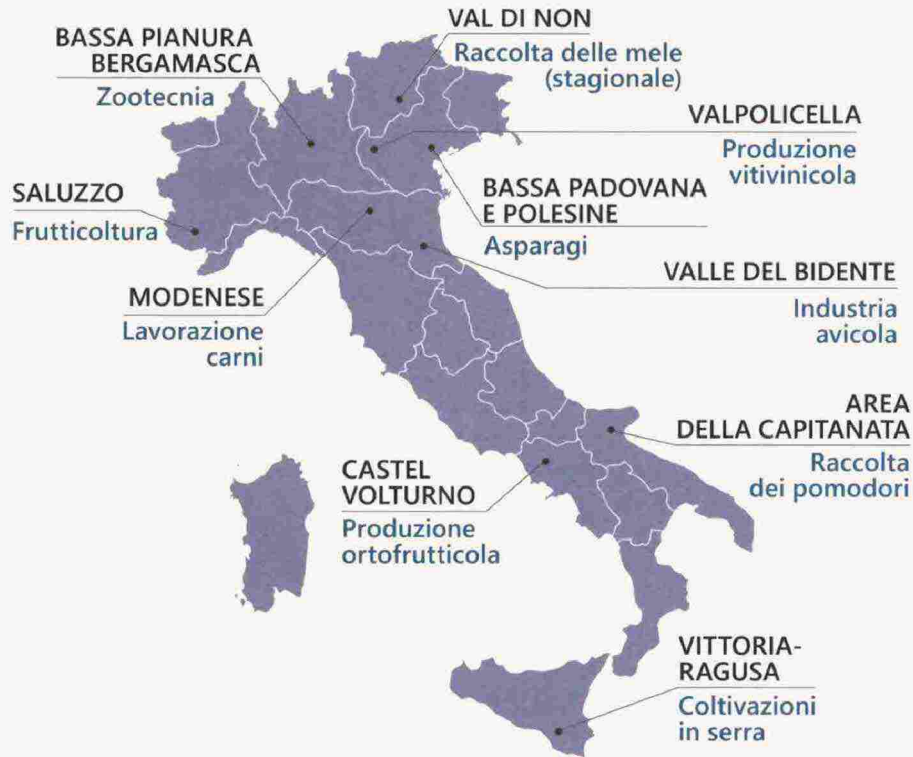 VAL DI NON
Raccolta delle mele
(stagionale)
BASSA PIANURA
BERGAMASCA
Zootecnia
VALPOLICELLA
Produzione
vitivinicola
BASSA PADOVANA
E POLESINE
Asparagi
SALUZZO
Frutticoltura
VALLE DEL BIDENTE
Industria
avicola
MODENESE
Lavorazione
carni
AREA
DELLA CAPITANATA
Raccolta
dei pomodori
CASTEL
VOLTURNO
Produzione
ortofrutticola
VITTORIA-
RAGUSA
Coltivazioni
in serra